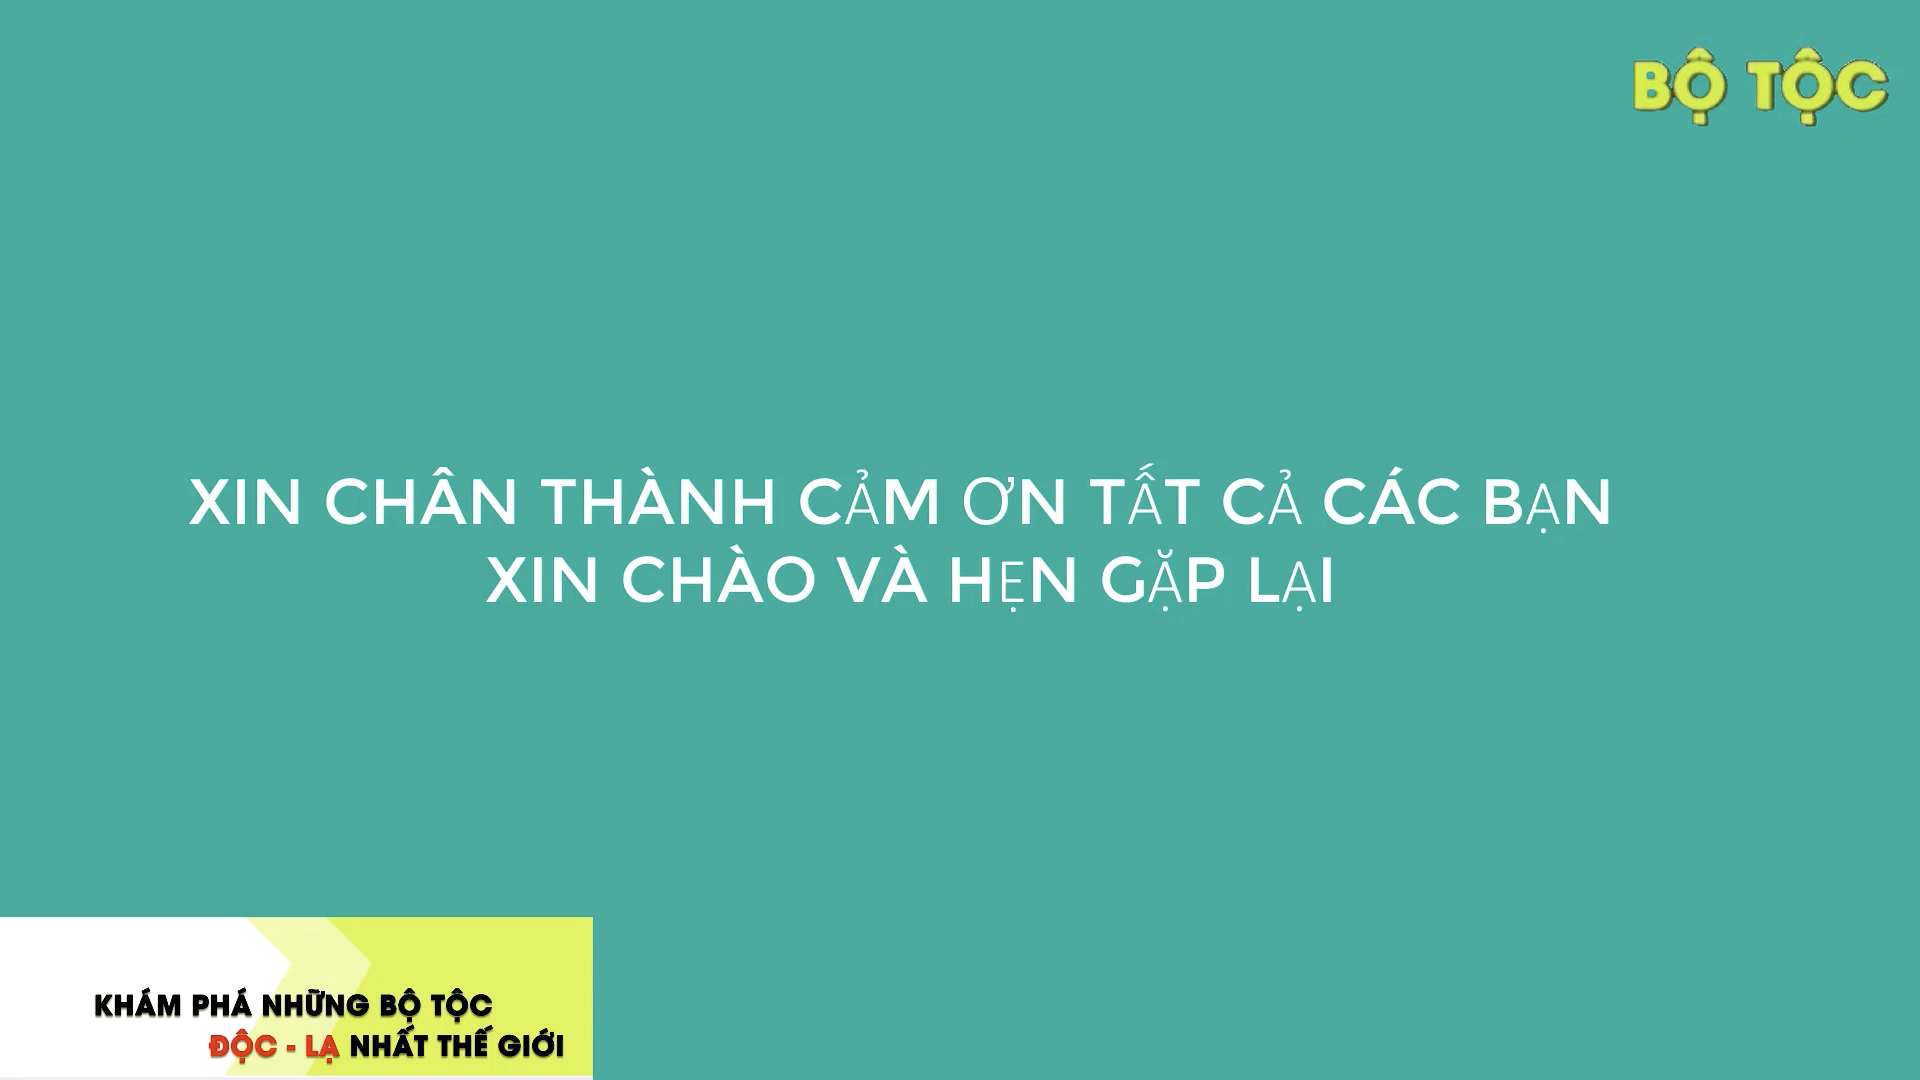 BỘ TỘC
XIN CHÂN THÀNH CẢM ƠN TẤT CẢ CÁC BẠN
XIN CHÀO VÀ HẸN GẶP LẠI
KHÁM PHÁ NHỮNG BỘ TỘC
ĐỘC - LẠ NHẤT THẾ GIỚI